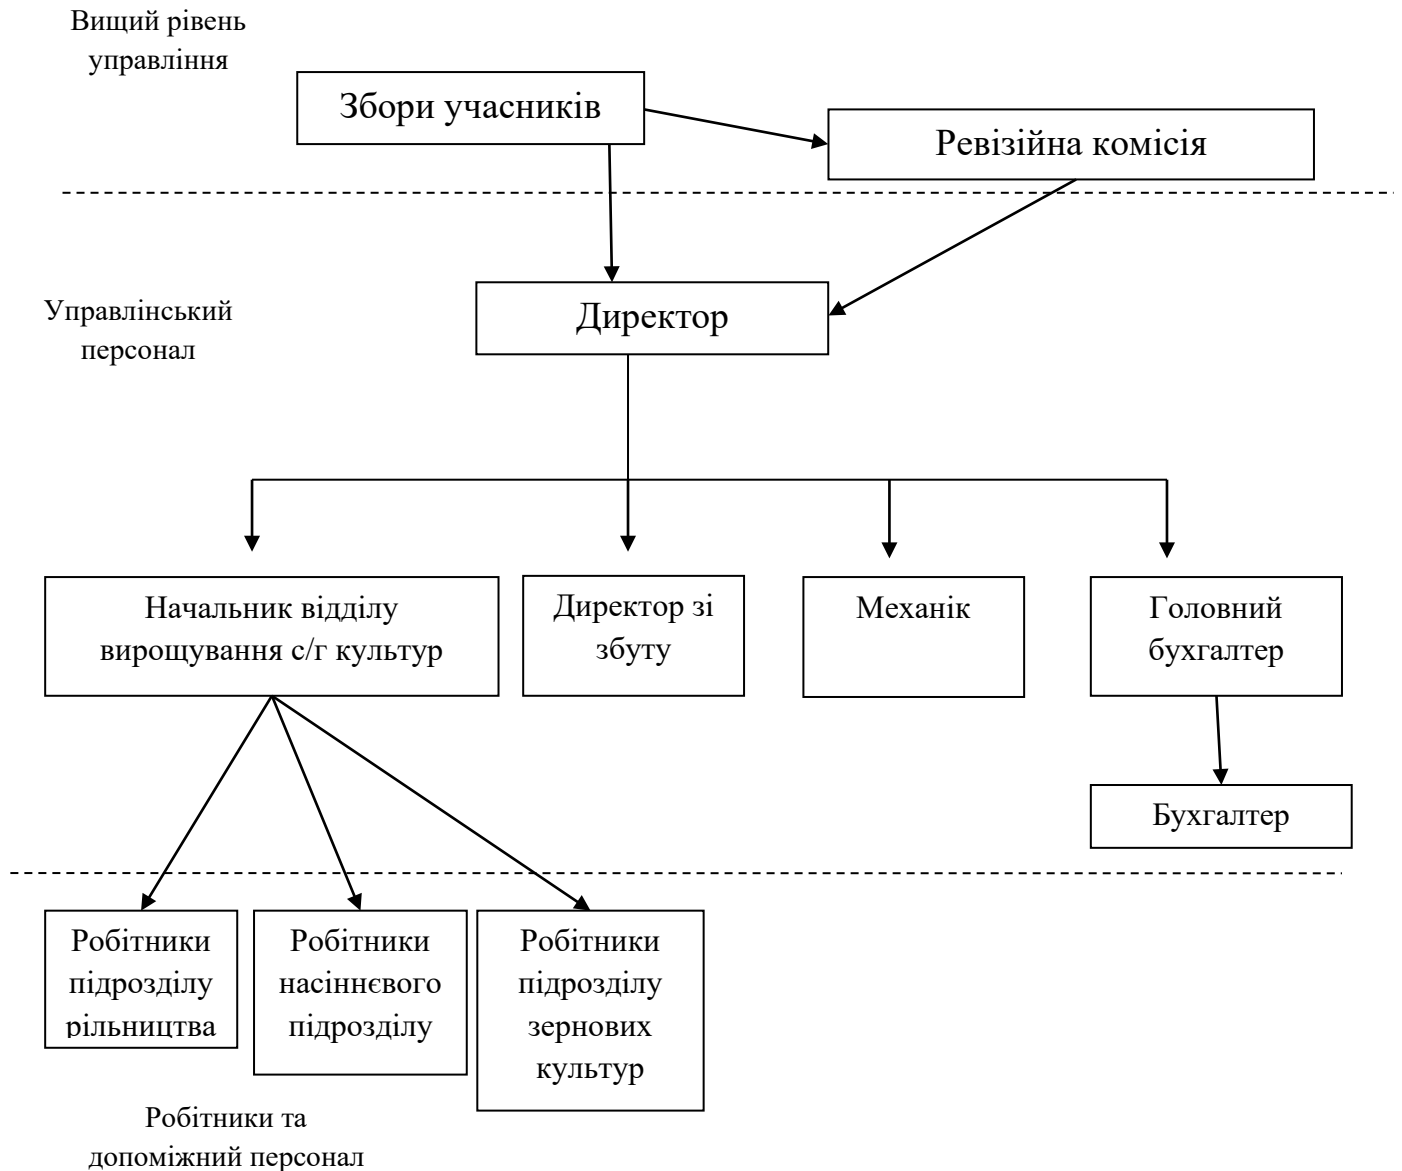 Вищий рівень
управління
Збори учасників
Ревізійна комісія
Управлінський
персонал
Директор
Начальник відділу
вирощування с/г культур
Директор зі
збуту
Механік
Головний
бухгалтер
Бухгалтер
Робітники
підрозділу
рільництва
Робітники
насіннєвого
підрозділу
Робітники
підрозділу
зернових
культур
Робітники та
допоміжний персонал